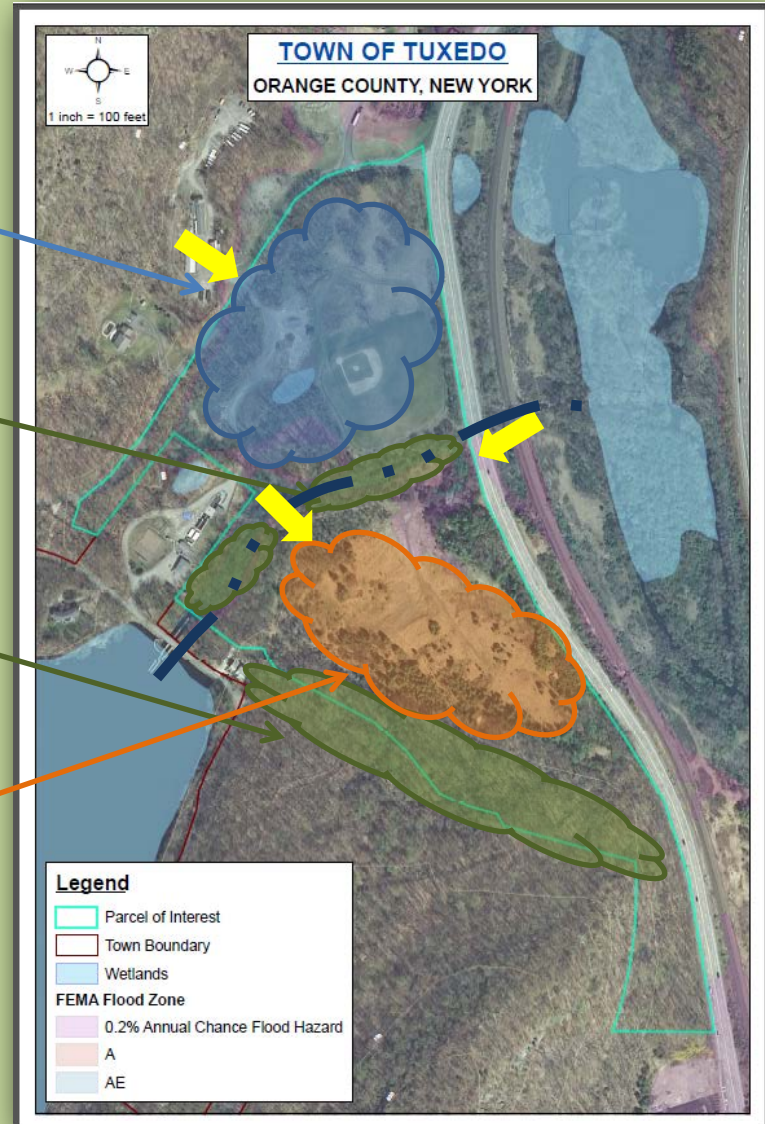 N
W E
S
1 inch = 100 feet
TOWN OF TUXEDO
ORANGE COUNTY, NEW YORK
Legend
Parcel of Interest
Town Boundary
Wetlands
FEMA Flood Zone
0.2% Annual Chance Flood Hazard
A
AE